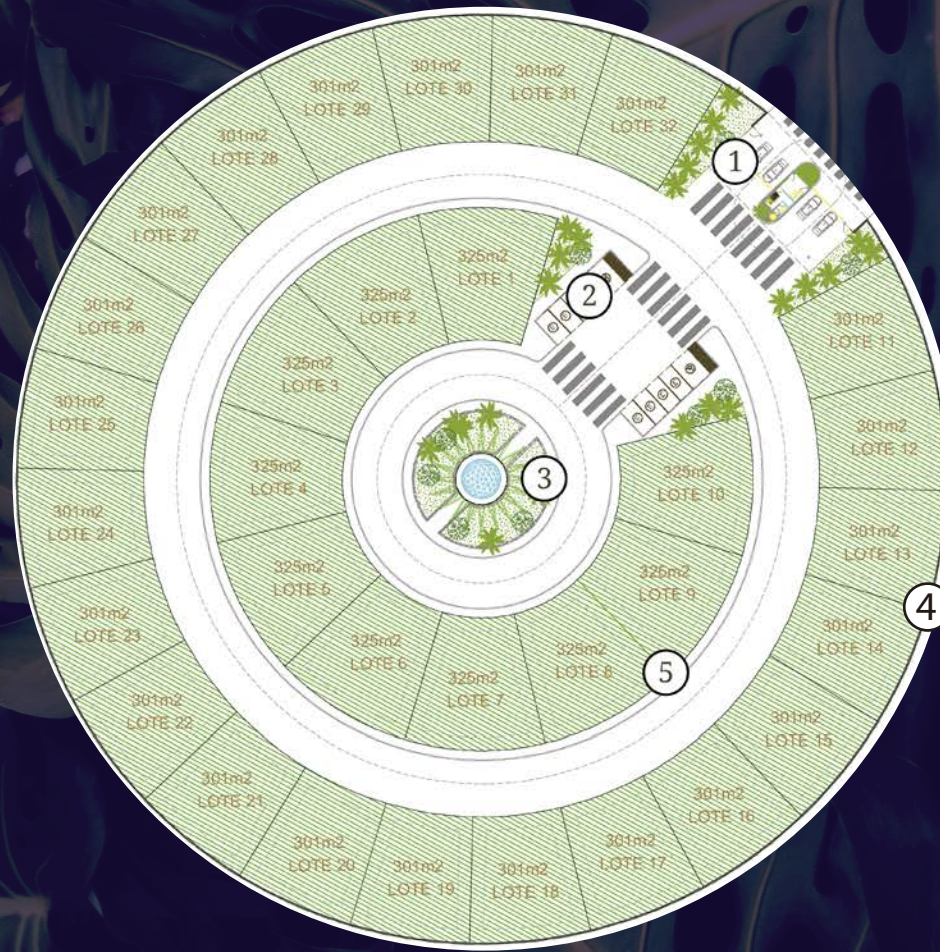 301m2
LOTE 30
301m2
LOTE 31
301m2
LOTE 29
301m2
LOTE 32
301m2
LOTE 28
1
301m2
LOTE 27
325m2
LOTE 1
325m2
LOTE 2
2
301m2
LOTE 26
301m2
LOTE 11
325m2
LOTE 3
301m2
LOTE 25
301m2
LOTE 12
325m2
LOTE 4
3
325m2
LOTE 10
301m2
LOTE 24
301m2
LOTE 13
325m2
LOTE 5
325m2
LOTE 9
4
301m2
LOTE 23
301m2
LOTE 14
325m2
LOTE 6
325m2
LOTE 8
5
325m2
LOTE 7
301m2
LOTE 22
301m2
LOTE 15
301m2
LOTE 21
301m2
LOTE 16
301m2
LOTE 20
301m2
LOTE 17
301m2
LOTE 19
301m2
LOTE 18